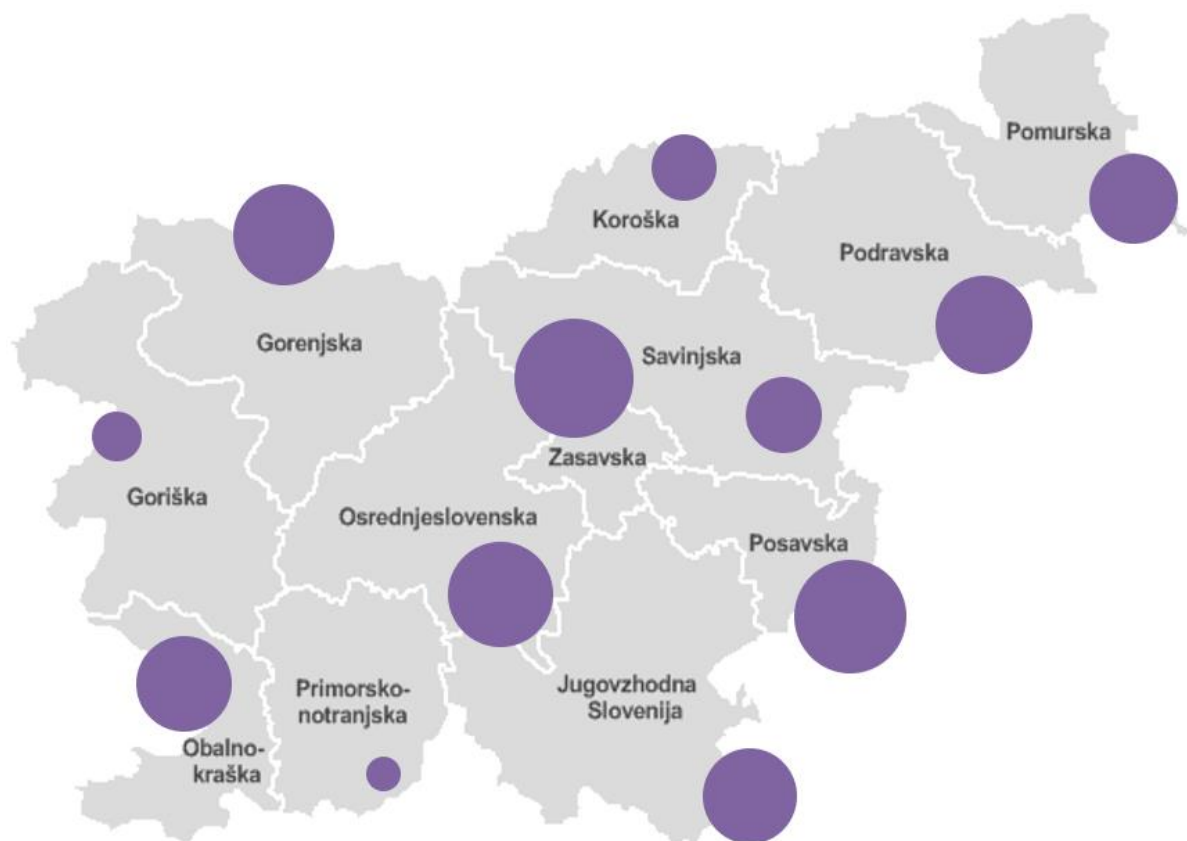 Pomurska
Koroška
Podravska
Gorenjska
Savinjska
Zasavska
Goriška
Osrednjeslovenska
Posavska
Primorsko-
notranjska
Jugovzhodna
Slovenija
Obalno-
kraška